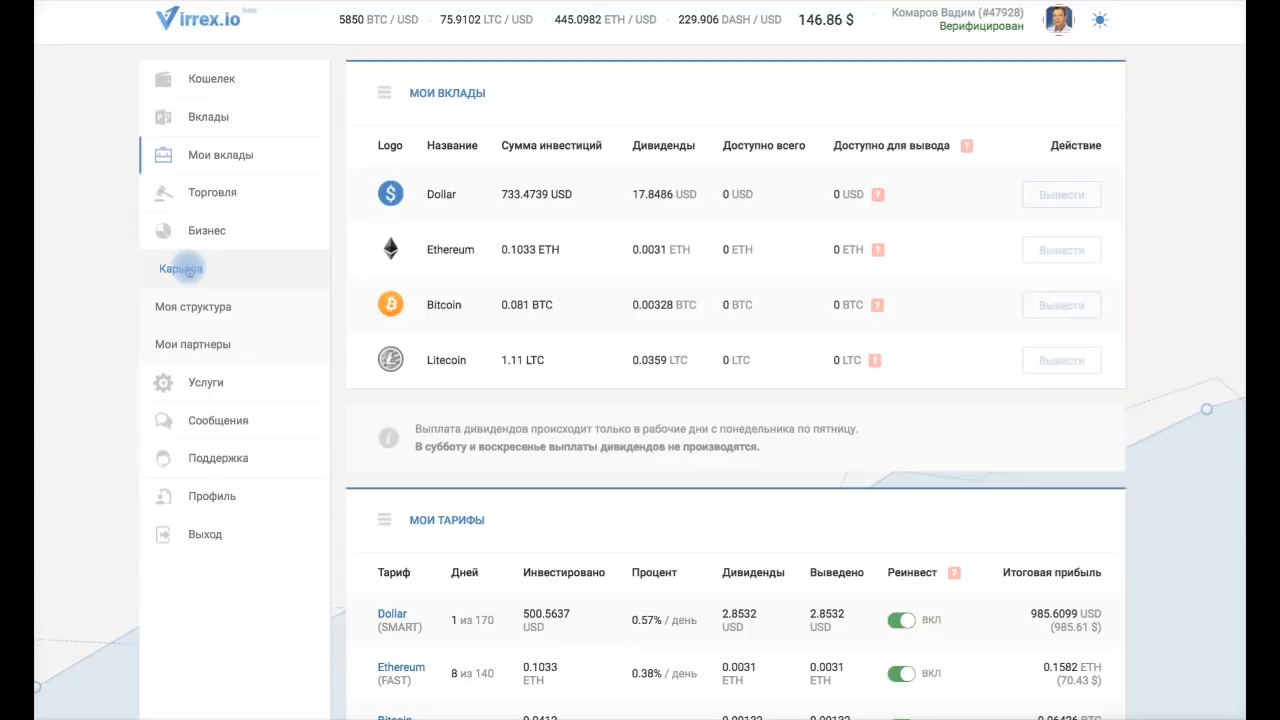 Virrex.io beta
5850 BTC / USD 75.9102 LTC / USD 445.0982 ETH / USD 229.906 DASH / USD 146.86 $
Комаров Вадим (#47928)
Верифицирован
Кошелек
Вклады
Мои вклады
Торговля
Бизнес
Карьера
Моя структура
Мои партнеры
Услуги
Сообщения
Поддержка
Профиль
Выход
МОИ ВКЛАДЫ
Logo Название Сумма инвестиций Дивиденды Доступно всего Доступно для вывода ? Действие
Dollar 733.4739 USD 17.8486 USD 0 USD 0 USD ? Вывести
Ethereum 0.1033 ETH 0.0031 ETH 0 ETH 0 ETH ? Вывести
Bitcoin 0.081 BTC 0.00328 BTC 0 BTC 0 BTC ? Вывести
Litecoin 1.11 LTC 0.0359 LTC 0 LTC 0 LTC ? Вывести
Выплата дивидендов происходит только в рабочие дни с понедельника по пятницу.
В субботу и воскресенье выплаты дивидендов не производятся.
МОИ ТАРИФЫ
Тариф Дней Инвестировано Процент Дивиденды Выведено Реинвест ? Итоговая прибыль
Dollar (SMART) 1 из 170 500.5637 USD 0.57% / день 2.8532 USD 2.8532 USD ВКЛ 985.6099 USD (985.61 $)
Ethereum (FAST) 8 из 140 0.1033 ETH 0.38% / день 0.0031 ETH 0.0031 ETH ВКЛ 0.1582 ETH (70.43 $)